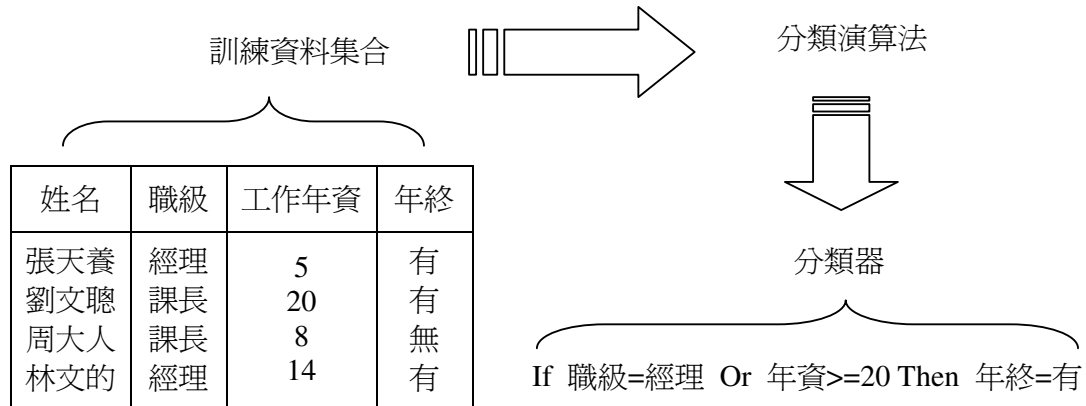 訓練資料集合
分類演算法
姓名 職級 工作年資 年終
張天養 經理 5 有
劉文聰 課長 20 有
周大人 課長 8 無
林文的 經理 14 有
分類器
If 職級=經理 Or 年資>=20 Then 年終=有